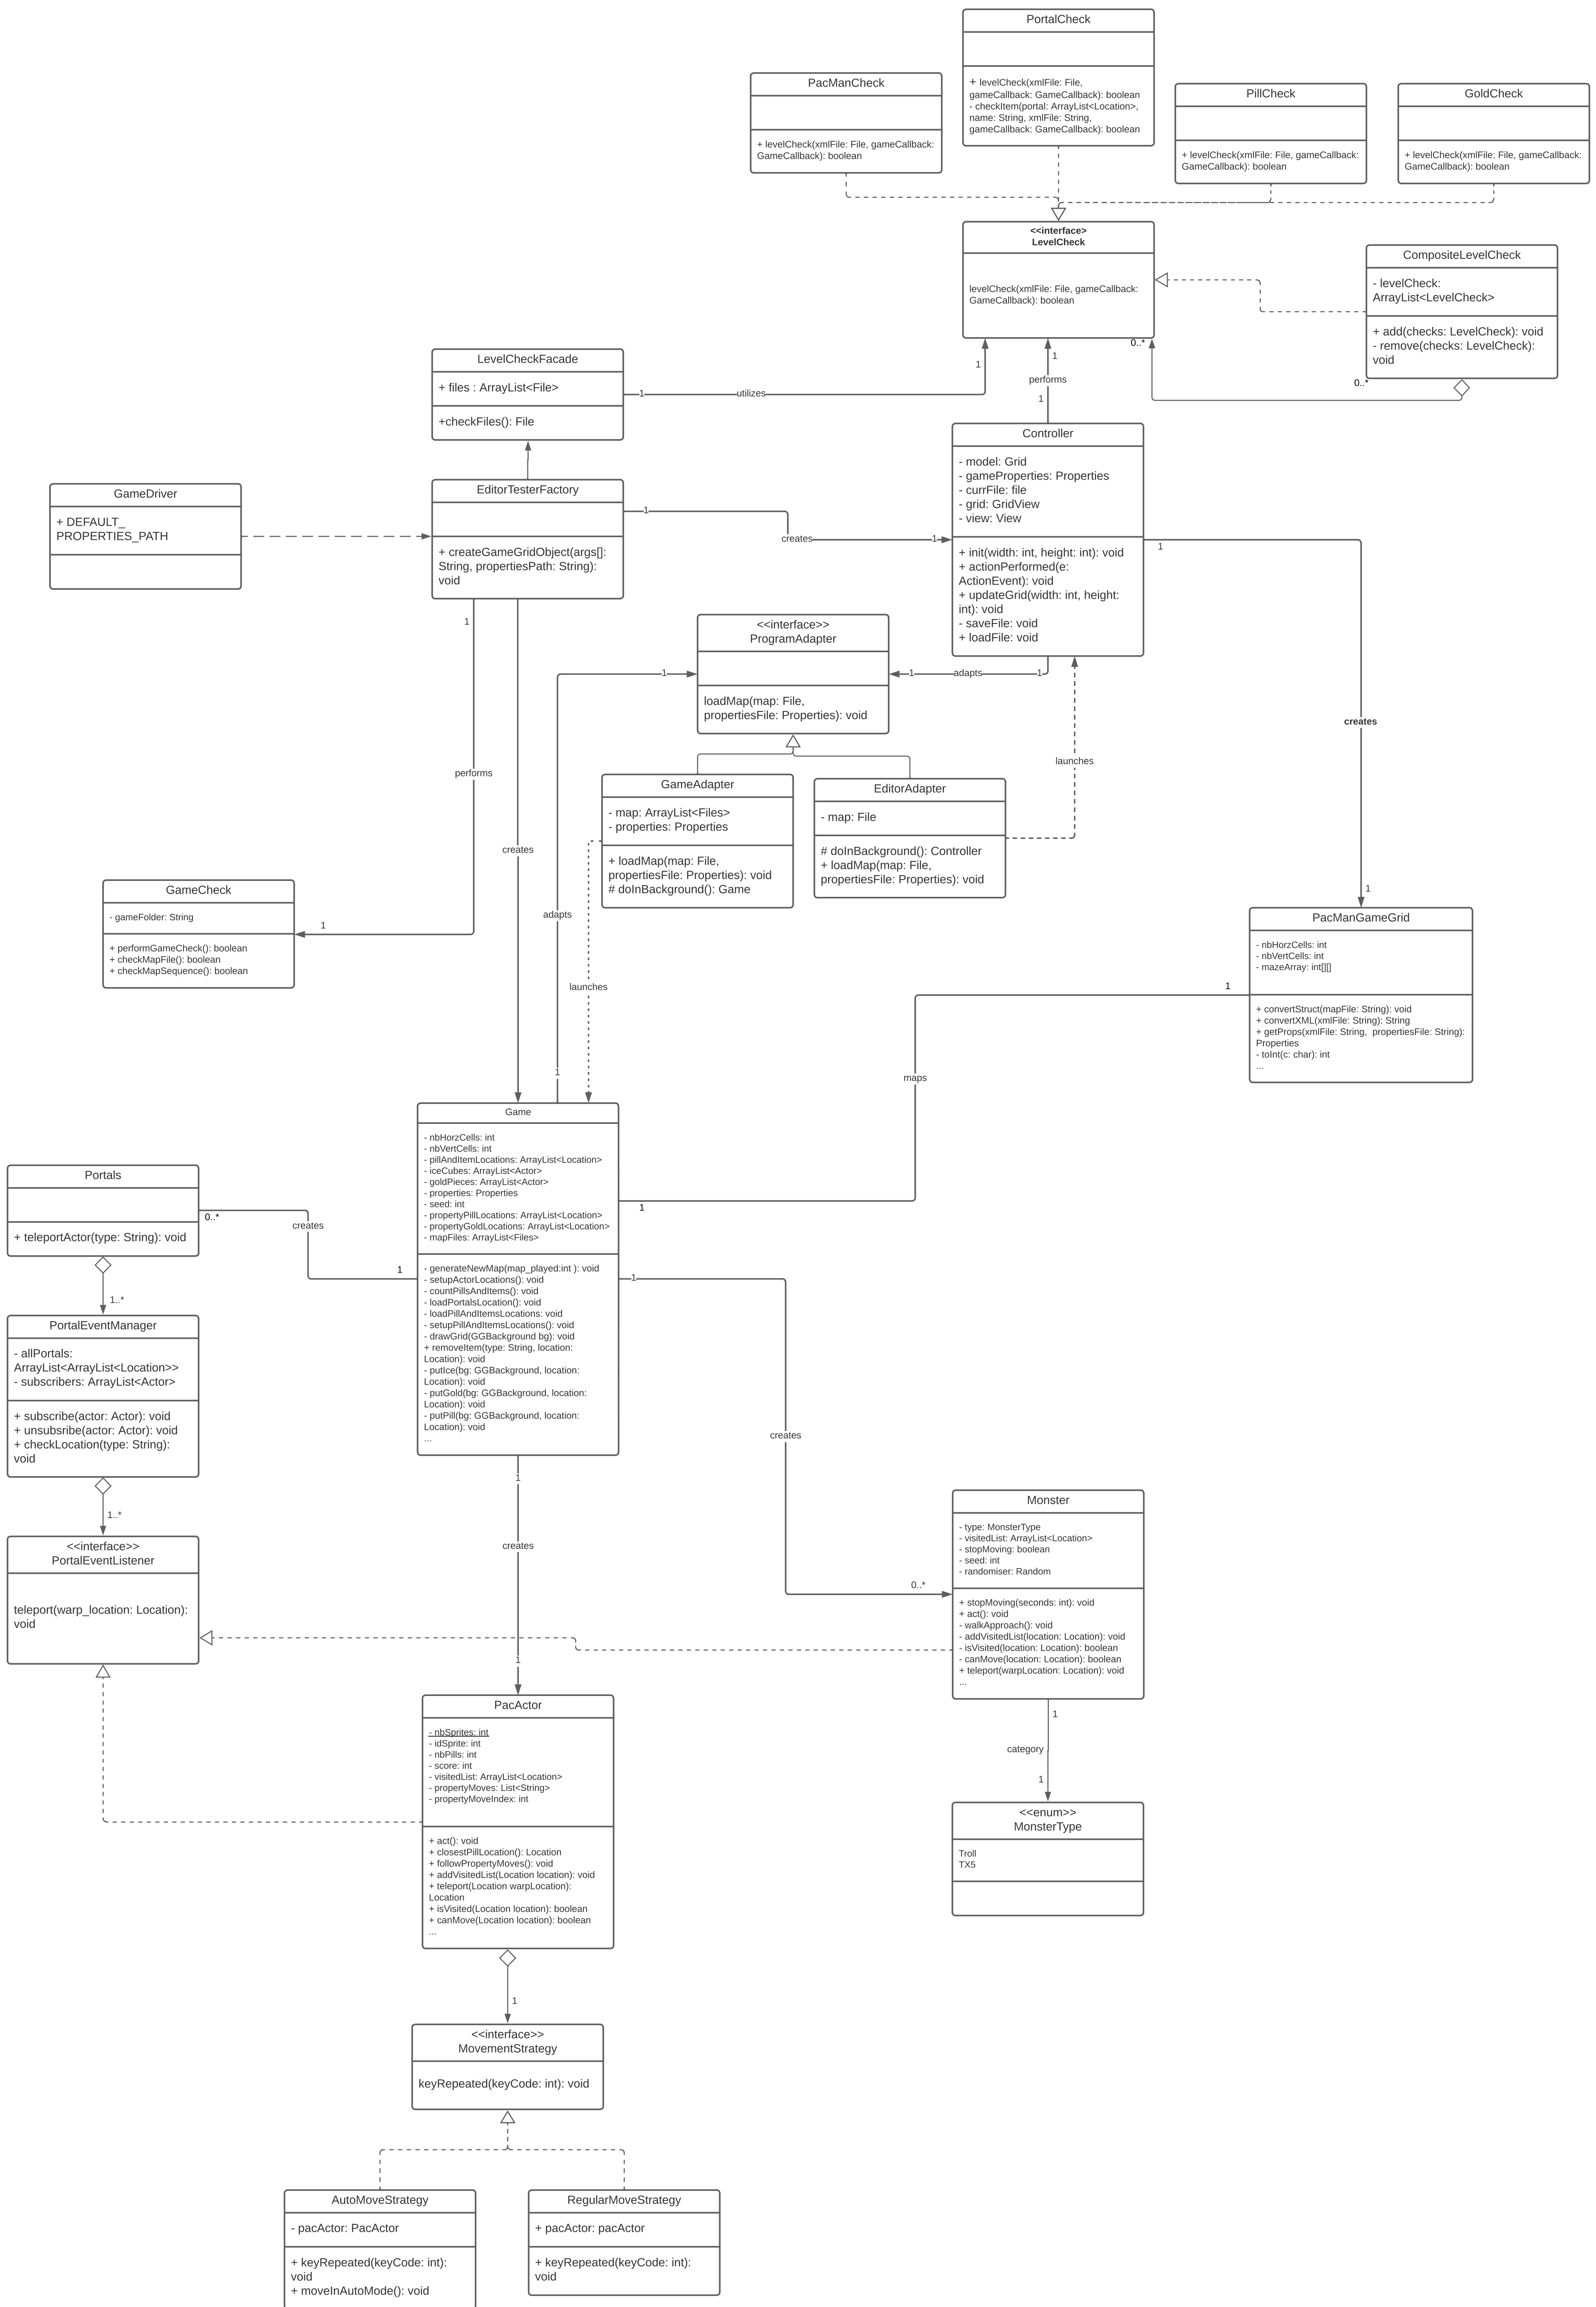 PortalCheck
+ levelCheck(xmlFile: File,
gameCallback: GameCallback): boolean
- checkItem(portal: ArrayList<Location>,
name: String, xmlFile: String,
gameCallback: GameCallback): boolean
PacManCheck
+ levelCheck(xmlFile: File, gameCallback:
GameCallback): boolean
PillCheck
+ levelCheck(xmlFile: File, gameCallback:
GameCallback): boolean
GoldCheck
+ levelCheck(xmlFile: File, gameCallback:
GameCallback): boolean
<<interface>
LevelCheck
levelCheck(xmlFile: File, gameCallback:
GameCallback): boolean
CompositeLevelCheck
- levelCheck:
ArrayList<LevelCheck>
+ add(checks: LevelCheck): void
- remove(checks: LevelCheck):
void
0..*
0..*
LevelCheckFacade
+ files : ArrayList<File>
+checkFiles(): File
1
utilizes
1
1
performs
1
Controller
- model: Grid
- gameProperties: Properties
- currFile: file
- grid: GridView
- view: View
+ init(width: int, height: int): void
+ actionPerformed(e:
ActionEvent): void
+ updateGrid(width: int, height:
int): void
- saveFile: void
+ loadFile: void
GameDriver
+ DEFAULT_
PROPERTIES_PATH
EditorTesterFactory
+ createGameGridObject(args[]:
String, propertiesPath: String):
void
1
creates
1
1
creates
1
<<interface>>
ProgramAdapter
loadMap(map: File,
propertiesFile: Properties): void
1
adapts
1
1
adapts
1
launches
GameAdapter
- map: ArrayList<Files>
- properties: Properties
+ loadMap(map: File,
propertiesFile: Properties): void
# doInBackground(): Game
EditorAdapter
- map: File
# doInBackground(): Controller
+ loadMap(map: File,
propertiesFile: Properties): void
1
performs
1
creates
launches
GameCheck
- gameFolder: String
+ performGameCheck(): boolean
+ checkMapFile(): boolean
+ checkMapSequence(): boolean
PacManGameGrid
- nbHorzCells: int
- nbVertCells: int
- mazeArray: int[][]
+ convertStruct(mapFile: String): void
+ convertXML(xmlFile: String): String
+ getProps(xmlFile: String,  propertiesFile: String):
Properties
- toInt(c: char): int
...
1
maps
1
Game
- nbHorzCells: int
- nbVertCells: int
- pillAndItemLocations: ArrayList<Location>
- iceCubes: ArrayList<Actor>
- goldPieces: ArrayList<Actor>
- properties: Properties
- seed: int
- propertyPillLocations: ArrayList<Location>
- propertyGoldLocations: ArrayList<Location>
- mapFiles: ArrayList<Files>
- generateNewMap(map_played:int ): void
- setupActorLocations(): void
- countPillsAndItems(): void
- loadPortalsLocation(): void
- loadPillAndItemsLocations: void
- setupPillAndItemsLocations(): void
- drawGrid(GGBackground bg): void
+ removeItem(type: String, location:
Location): void
- putIce(bg: GGBackground, location:
Location): void
- putGold(bg: GGBackground, location:
Location): void
- putPill(bg: GGBackground, location:
Location): void
...
Portals
+ teleportActor(type: String): void
0..*
creates
1
1..*
PortalEventManager
- allPortals:
ArrayList<ArrayList<Location>>
- subscribers: ArrayList<Actor>
+ subscribe(actor: Actor): void
+ unsubsribe(actor: Actor): void
+ checkLocation(type: String):
void
1..*
<<interface>>
PortalEventListener
teleport(warp_location: Location):
void
1
creates
0..*
1
creates
1
Monster
- type: MonsterType
- visitedList: ArrayList<Location>
- stopMoving: boolean
- seed: int
- randomiser: Random
+ stopMoving(seconds: int): void
+ act(): void
- walkApproach(): void
- addVisitedList(location: Location): void
- isVisited(location: Location): boolean
- canMove(location: Location): boolean
+ teleport(warpLocation: Location): void
...
1
category
1
<<enum>>
MonsterType
Troll
TX5
PacActor
- nbSprites: int
- idSprite: int
- nbPills: int
- score: int
- visitedList: ArrayList<Location>
- propertyMoves: List<String>
- propertyMoveIndex: int
+ act(): void
+ closestPillLocation(): Location
+ followPropertyMoves(): void
+ addVisitedList(Location location): void
+ teleport(Location warpLocation):
Location
+ isVisited(Location location): boolean
+ canMove(Location location): boolean
...
1
<<interface>>
MovementStrategy
keyRepeated(keyCode: int): void
AutoMoveStrategy
- pacActor: PacActor
+ keyRepeated(keyCode: int):
void
+ moveInAutoMode(): void
RegularMoveStrategy
+ pacActor: pacActor
+ keyRepeated(keyCode: int):
void